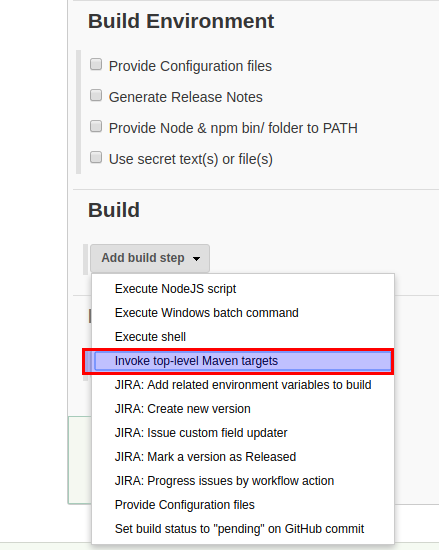 Build Environment
Provide Configuration files
Generate Release Notes
Provide Node & npm bin/ folder to PATH
Use secret text(s) or file(s)
Build
Add build step
Execute NodeJS script
Execute Windows batch command
Execute shell
Invoke top-level Maven targets
JIRA: Add related environment variables to build
JIRA: Create new version
JIRA: Issue custom field updater
JIRA: Mark a version as Released
JIRA: Progress issues by workflow action
Provide Configuration files
Set build status to "pending" on GitHub commit